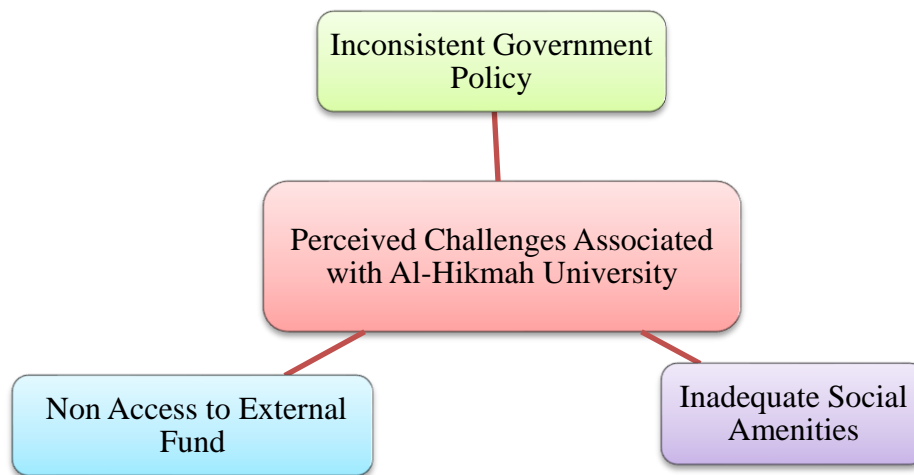 Inconsistent Government
Policy
Perceived Challenges Associated
with Al-Hikmah University
Non Access to External
Fund
Inadequate Social
Amenities